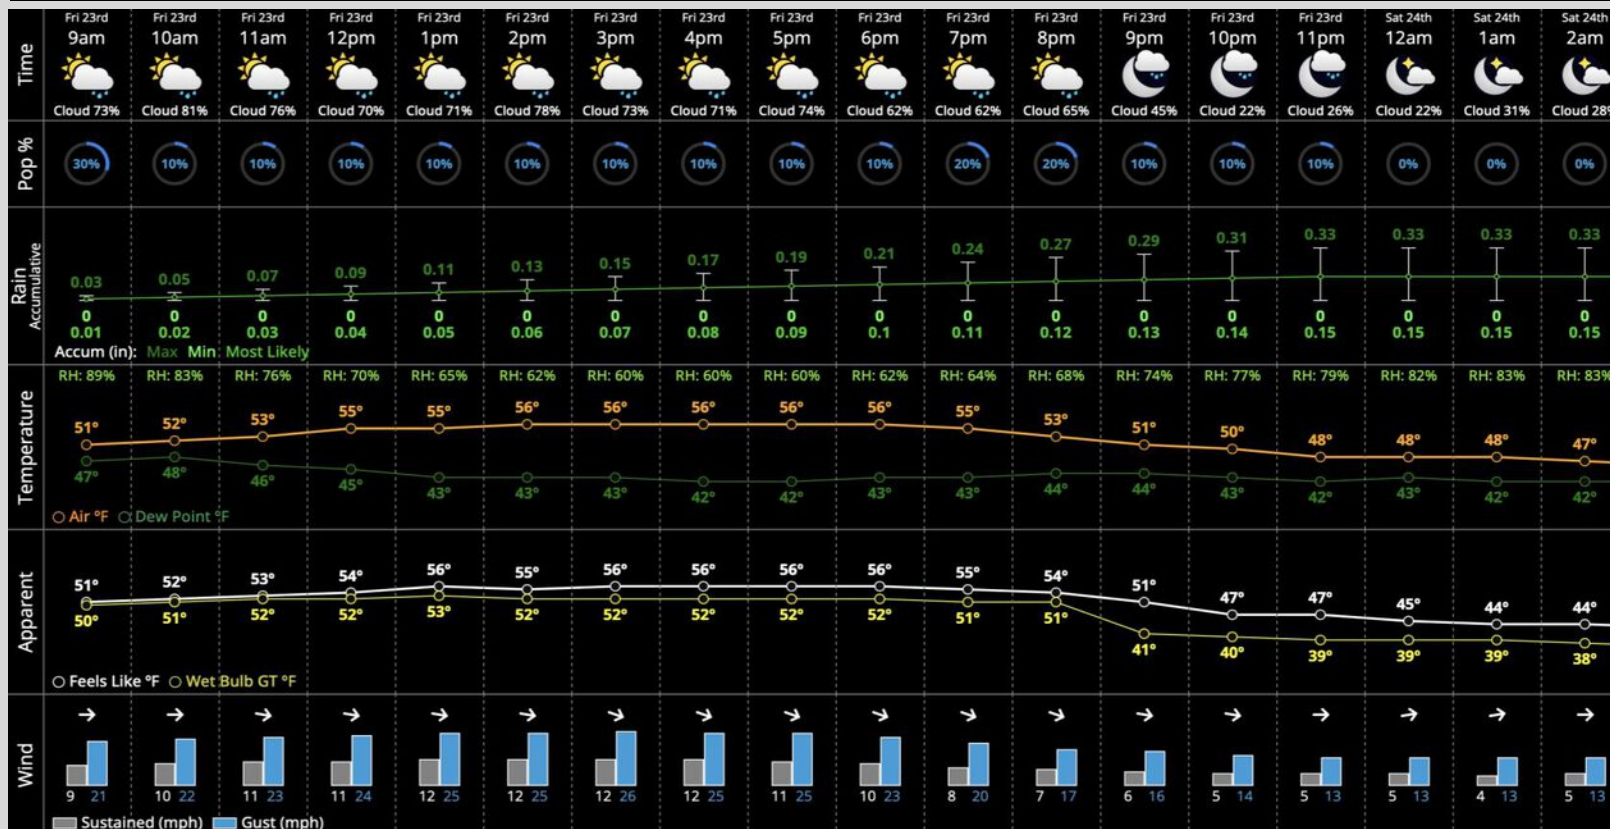 Time
Fri 23rd Fri 23rd Fri 23rd Fri 23rd Fri 23rd Fri 23rd Fri 23rd Fri 23rd Fri 23rd Fri 23rd Fri 23rd Fri 23rd Fri 23rd Fri 23rd Fri 23rd Sat 24th Sat 24th Sat 24th
9am 10am 11am 12pm 1pm 2pm 3pm 4pm 5pm 6pm 7pm 8pm 9pm 10pm 11pm 12am 1am 2am
Cloud 73% Cloud 81% Cloud 76% Cloud 70% Cloud 71% Cloud 78% Cloud 73% Cloud 71% Cloud 74% Cloud 62% Cloud 62% Cloud 65% Cloud 45% Cloud 22% Cloud 26% Cloud 22% Cloud 31% Cloud 28%
Pop %
30% 10% 10% 10% 10% 10% 10% 10% 10% 10% 20% 20% 10% 10% 10% 0% 0% 0%
Rain
Accumulative
0.03 0.05 0.07 0.09 0.11 0.13 0.15 0.17 0.19 0.21 0.24 0.27 0.29 0.31 0.33 0.33 0.33 0.33
0 0 0 0 0 0 0 0 0 0 0 0 0 0 0 0 0 0
0.01 0.02 0.03 0.04 0.05 0.06 0.07 0.08 0.09 0.1 0.11 0.12 0.13 0.14 0.15 0.15 0.15 0.15
Accum (in): Max Min Most Likely
Temperature
RH: 89% RH: 83% RH: 76% RH: 70% RH: 65% RH: 62% RH: 60% RH: 60% RH: 60% RH: 62% RH: 64% RH: 68% RH: 74% RH: 77% RH: 79% RH: 82% RH: 83% RH: 83%
51° 52° 53° 55° 55° 56° 56° 56° 56° 56° 55° 53° 51° 50° 48° 48° 48° 47°
47° 48° 46° 45° 43° 43° 43° 42° 42° 43° 43° 44° 44° 43° 42° 43° 42° 42°
Air °F Dew Point °F
Apparent
51° 52° 53° 54° 56° 55° 56° 56° 56° 56° 55° 54° 51° 47° 47° 45° 44° 44°
50° 51° 52° 52° 53° 52° 52° 52° 52° 52° 51° 51° 41° 40° 39° 39° 39° 38°
Feels Like °F Wet Bulb GT °F
Wind
9 21 10 22 11 23 11 24 12 25 12 25 12 26 12 25 11 25 10 23 8 20 7 17 6 16 5 14 5 13 5 13 4 13 5 13
Sustained (mph) Gust (mph)